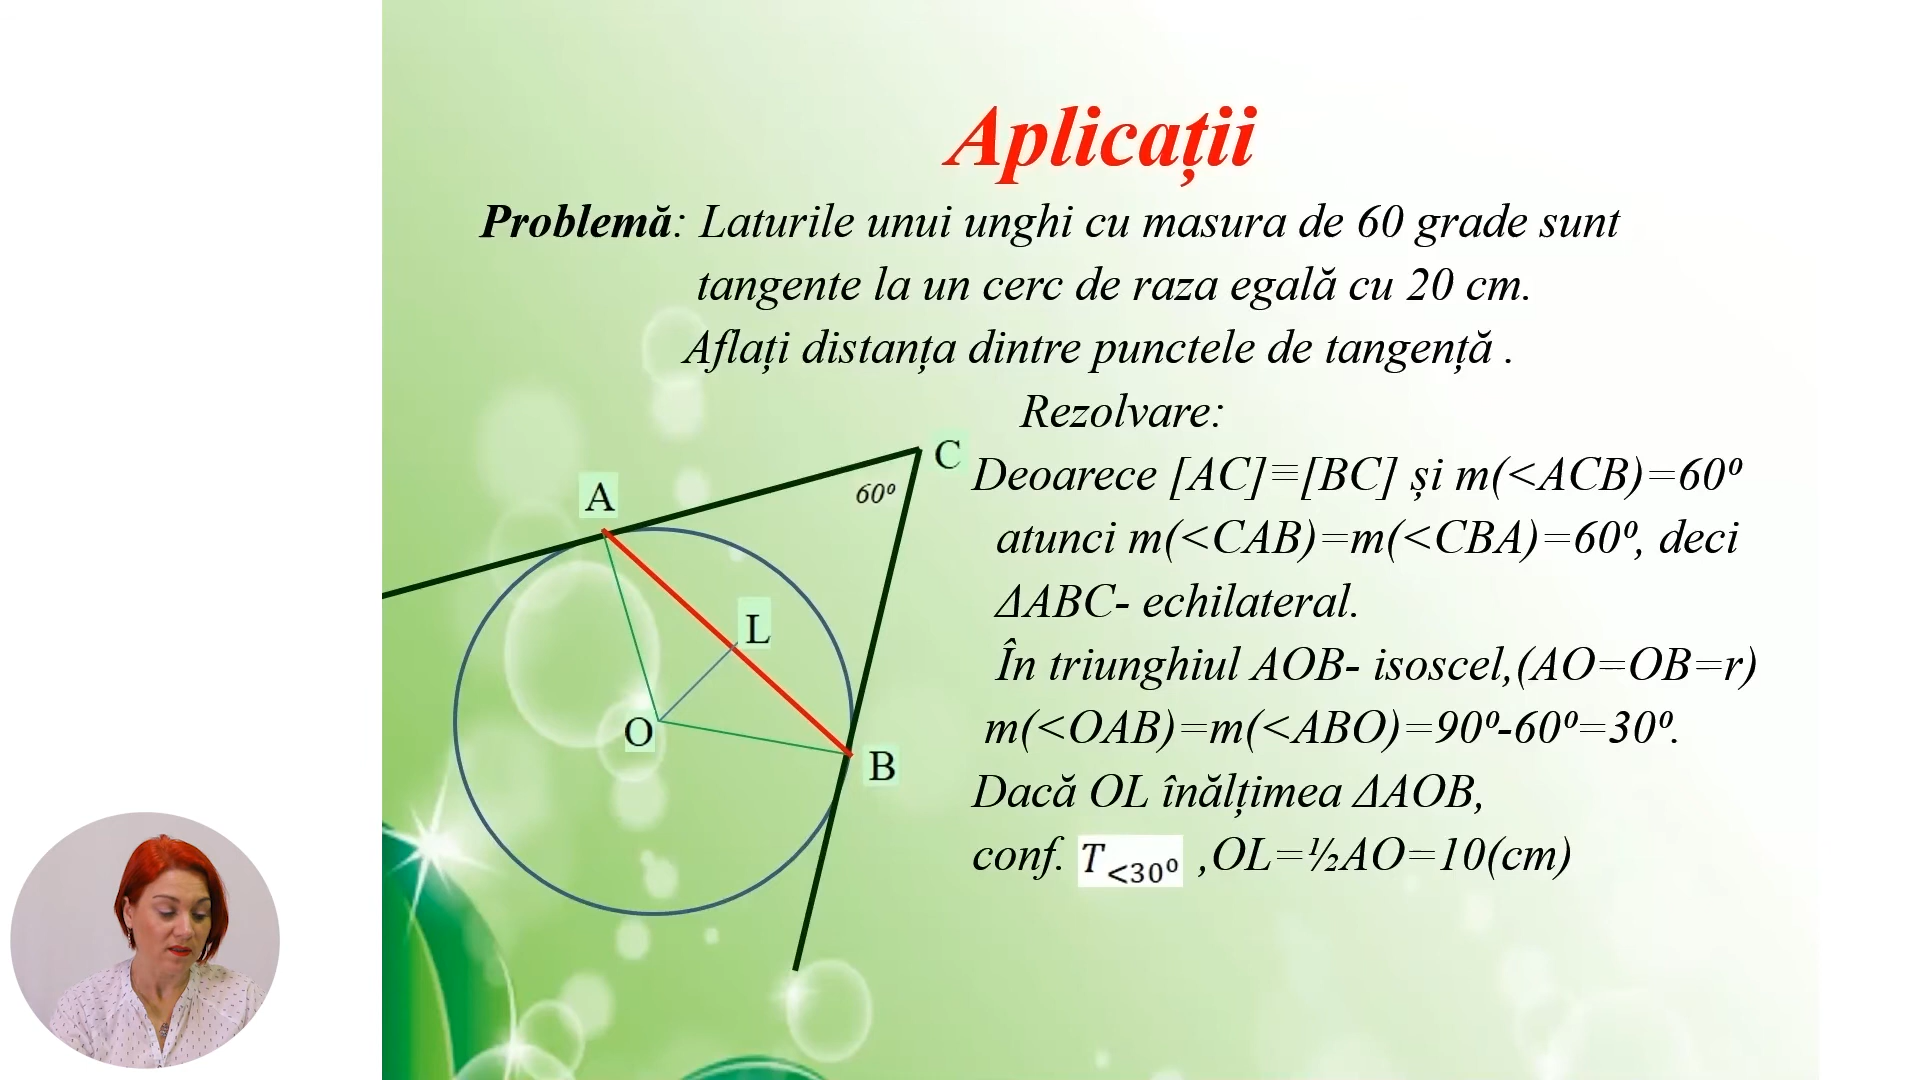 Aplicații
Problemă: Laturile unui unghi cu masura de 60 grade sunt
tangente la un cerc de raza egală cu 20 cm.
Aflați distanța dintre punctele de tangență .
Rezolvare:
Deoarece [AC]≡[BC] și m(<ACB)=60⁰
atunci m(<CAB)=m(<CBA)=60⁰, deci
ΔABC- echilateral.
În triunghiul AOB- isoscel,(AO=OB=r)
m(<OAB)=m(<ABO)=90⁰-60⁰=30⁰.
Dacă OL înălțimea ΔAOB,
conf. T<30⁰ ,OL=½AO=10(cm)
C
60⁰
A
L
O
B